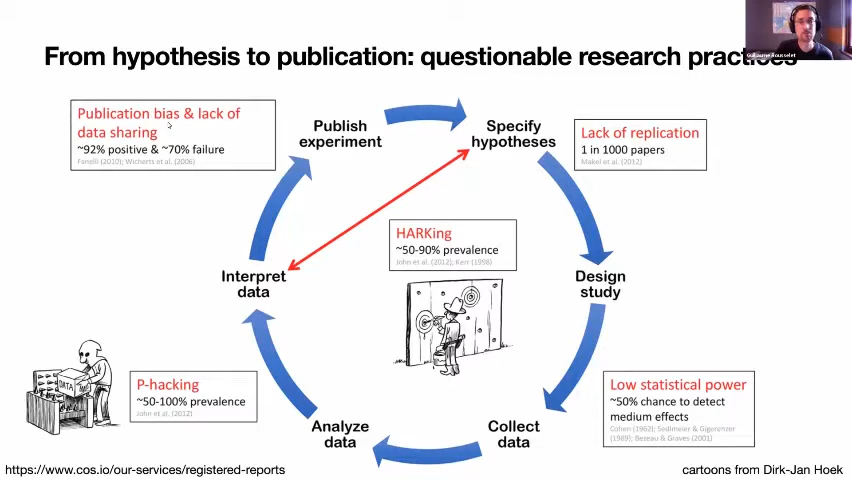 From hypothesis to publication: questionable research practices
Guillaume Rousselet
Publication bias & lack of
data sharing
~92% positive & ~70% failure
Fanelli (2010); Wicherts et al. (2006)
Publish
experiment
Specify
hypotheses
Lack of replication
1 in 1000 papers
Makel et al. (2012)
HARKing
~50-90% prevalence
John et al. (2012); Kerr (1998)
Interpret
data
Design
study
P-hacking
~50-100% prevalence
John et al. (2012)
DATA
Low statistical power
~50% chance to detect
medium effects
Cohen (1962); Sedlmeier & Gigerenzer
(1989); Bezeau & Graves (2001)
Analyze
data
Collect
data
https://www.cos.io/our-services/registered-reports
cartoons from Dirk-Jan Hoek